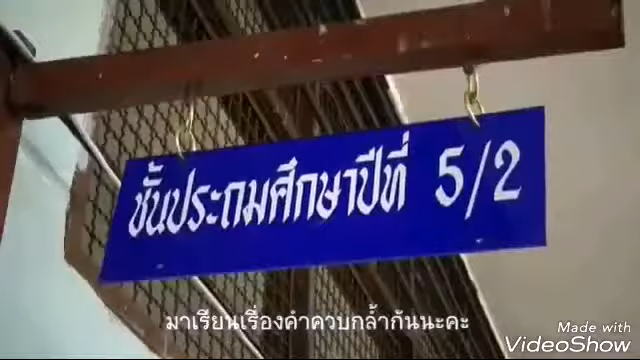 ชั้นประถมศึกษาปีที่ 5/2
มาเรียนเรื่องคำควบกล้ำกันนะคะ
Made with
VideoShow